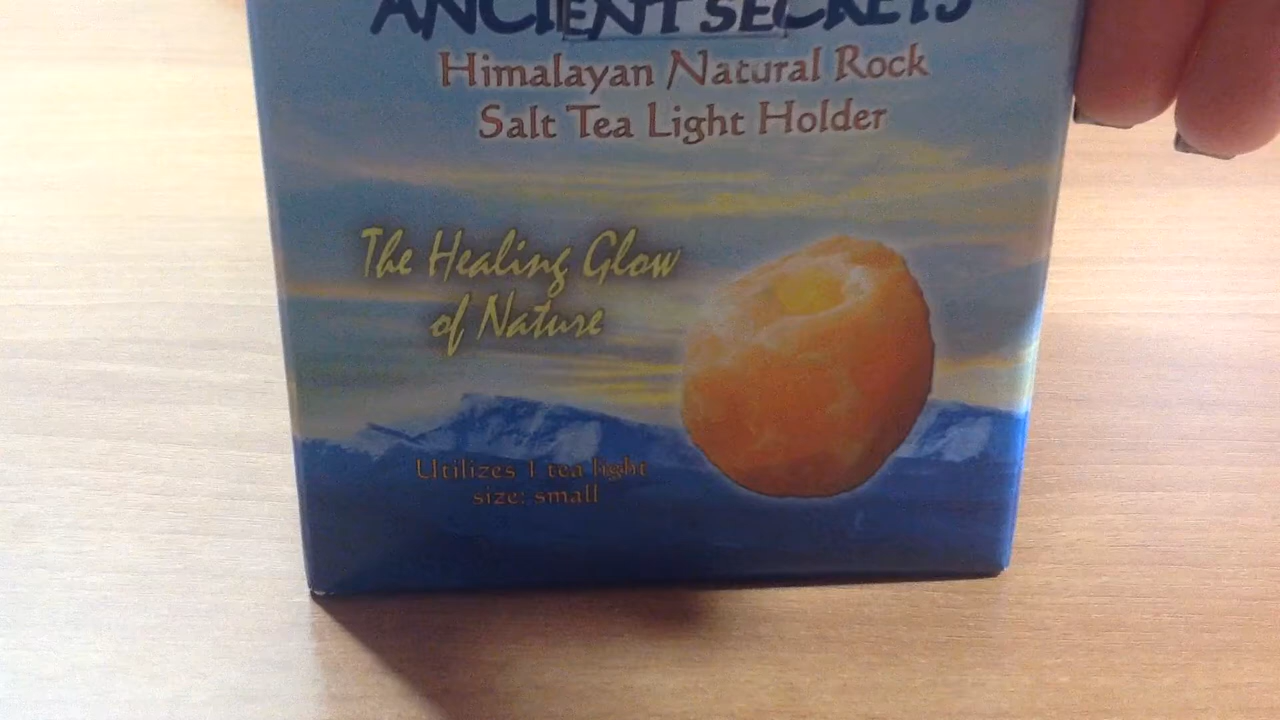 ANCIENT SECRETS
Himalayan Natural Rock
Salt Tea Light Holder
The Healing Glow
of Nature
Utilizes 1 tea light
size: small